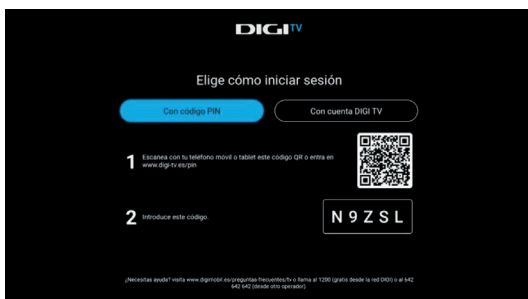 DIGI TV
Elige cómo iniciar sesión
Con código PIN
Con cuenta DIGI TV
1
Escanea con tu teléfono móvil o tablet este código QR o entra en
www.digi-tv.es/pin
2
Introduce este código.
N9ZSL
¿Necesitas ayuda? visita www.digimobil.es/preguntas-frecuentes/tv o llama al 1200 (gratis desde la red DIGI) o al 642
642 642 (desde otro operador).